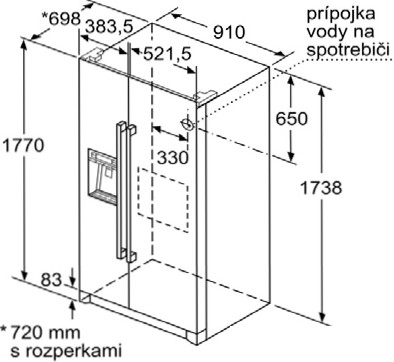 *698
383,5
521,5
910
prípojka
vody na
spotrebiči
650
1770
330
1738
83
*720 mm
s rozperkami